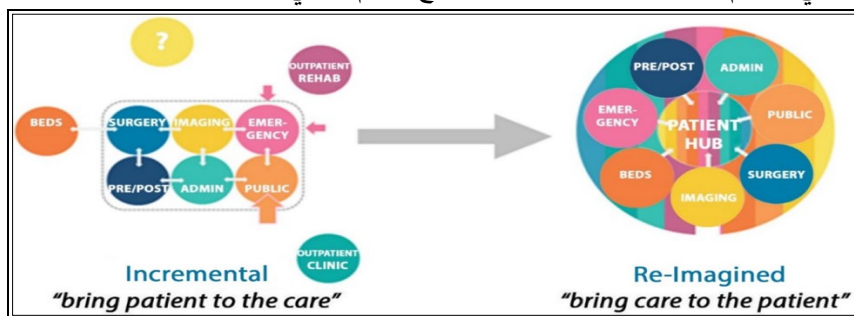 ?
OUTPATIENT
REHAB
BEDS
SURGERY
IMAGING
EMER-
GENCY
PRE/POST
ADMIN
PUBLIC
OUTPATIENT
CLINIC
Incremental
"bring patient to the care"
PRE/POST
ADMIN
EMER-
GENCY
PUBLIC
PATIENT
HUB
BEDS
SURGERY
IMAGING
Re-Imagined
"bring care to the patient"